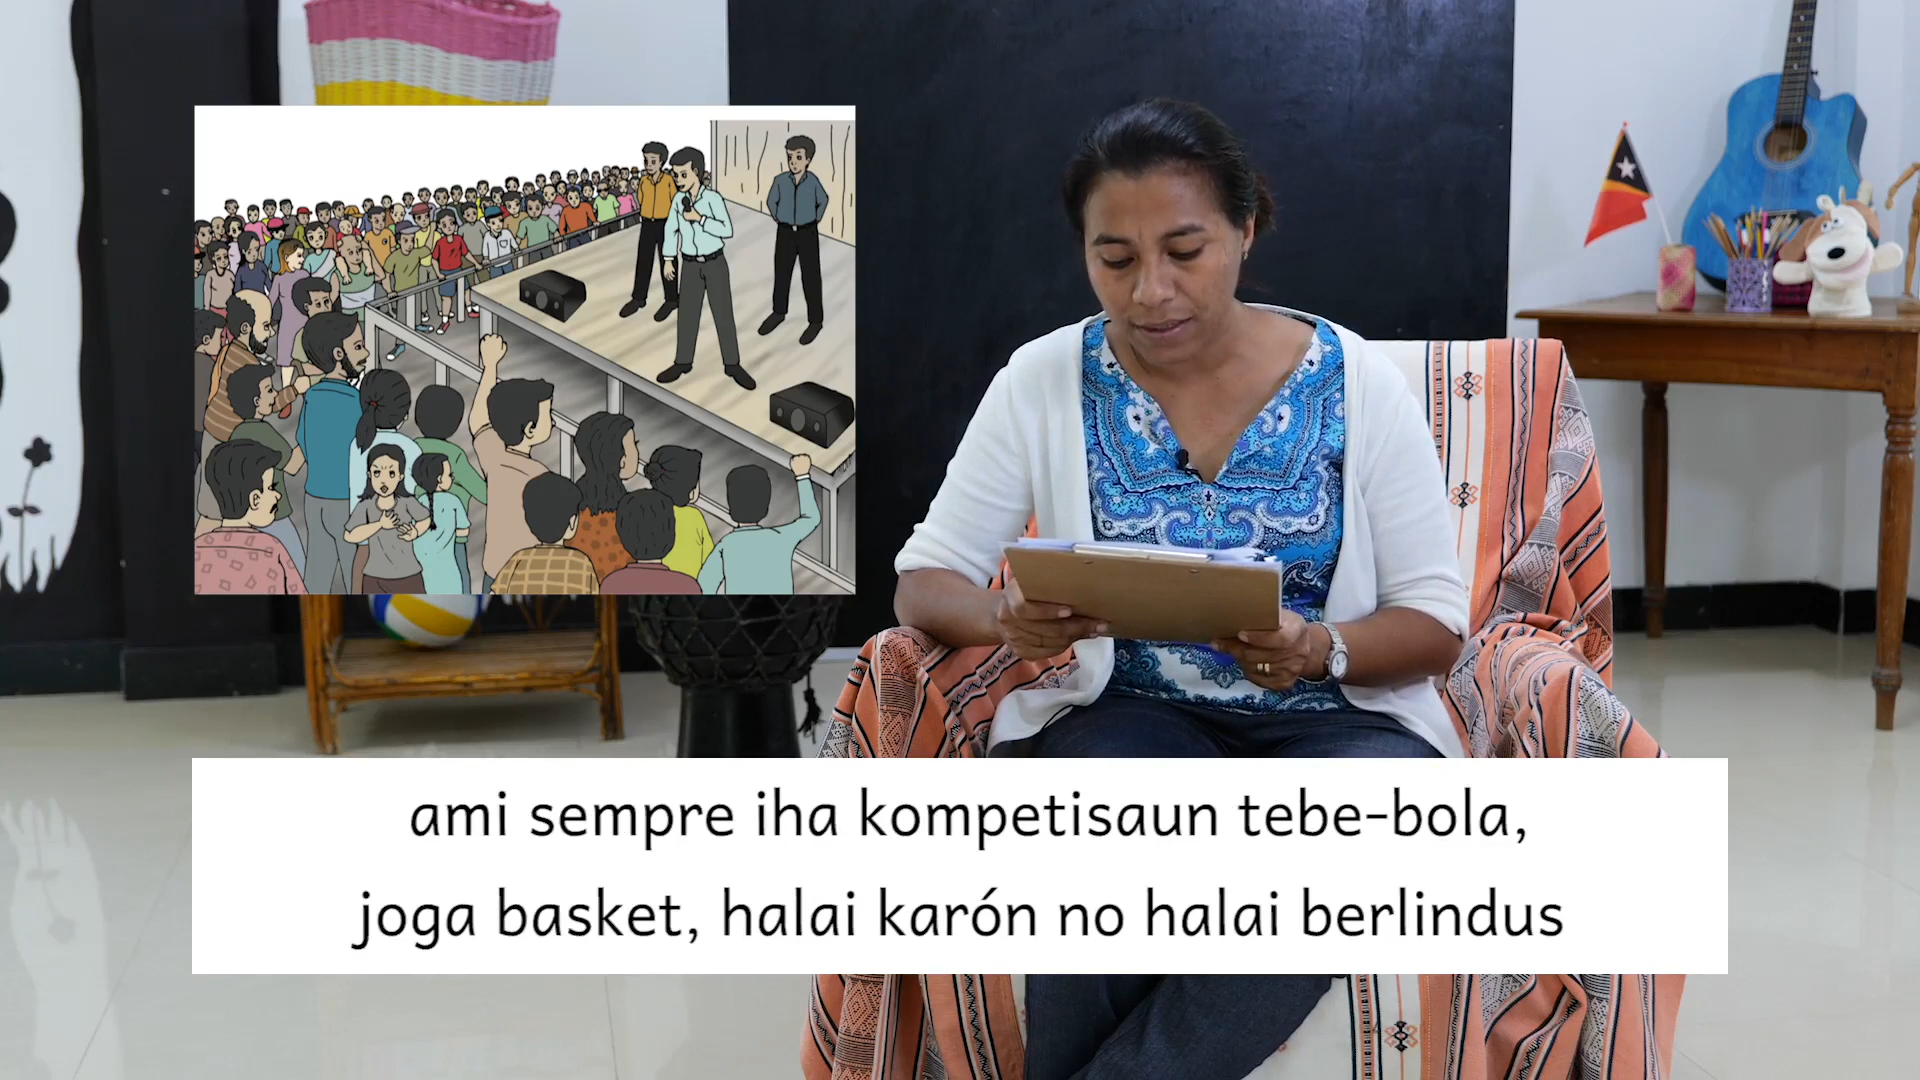 ami sempre iha kompetisaun tebe-bola,
joga basket, halai karón no halai berlindus